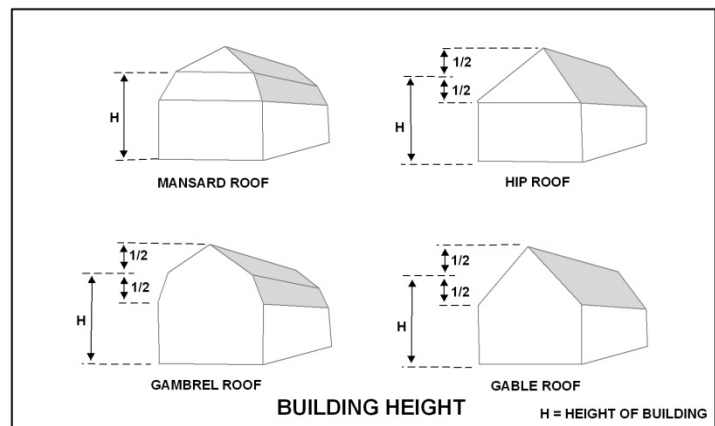 H
MANSARD ROOF
1/2
1/2
H
HIP ROOF
1/2
1/2
H
GAMBREL ROOF
1/2
1/2
H
GABLE ROOF
BUILDING HEIGHT
H = HEIGHT OF BUILDING